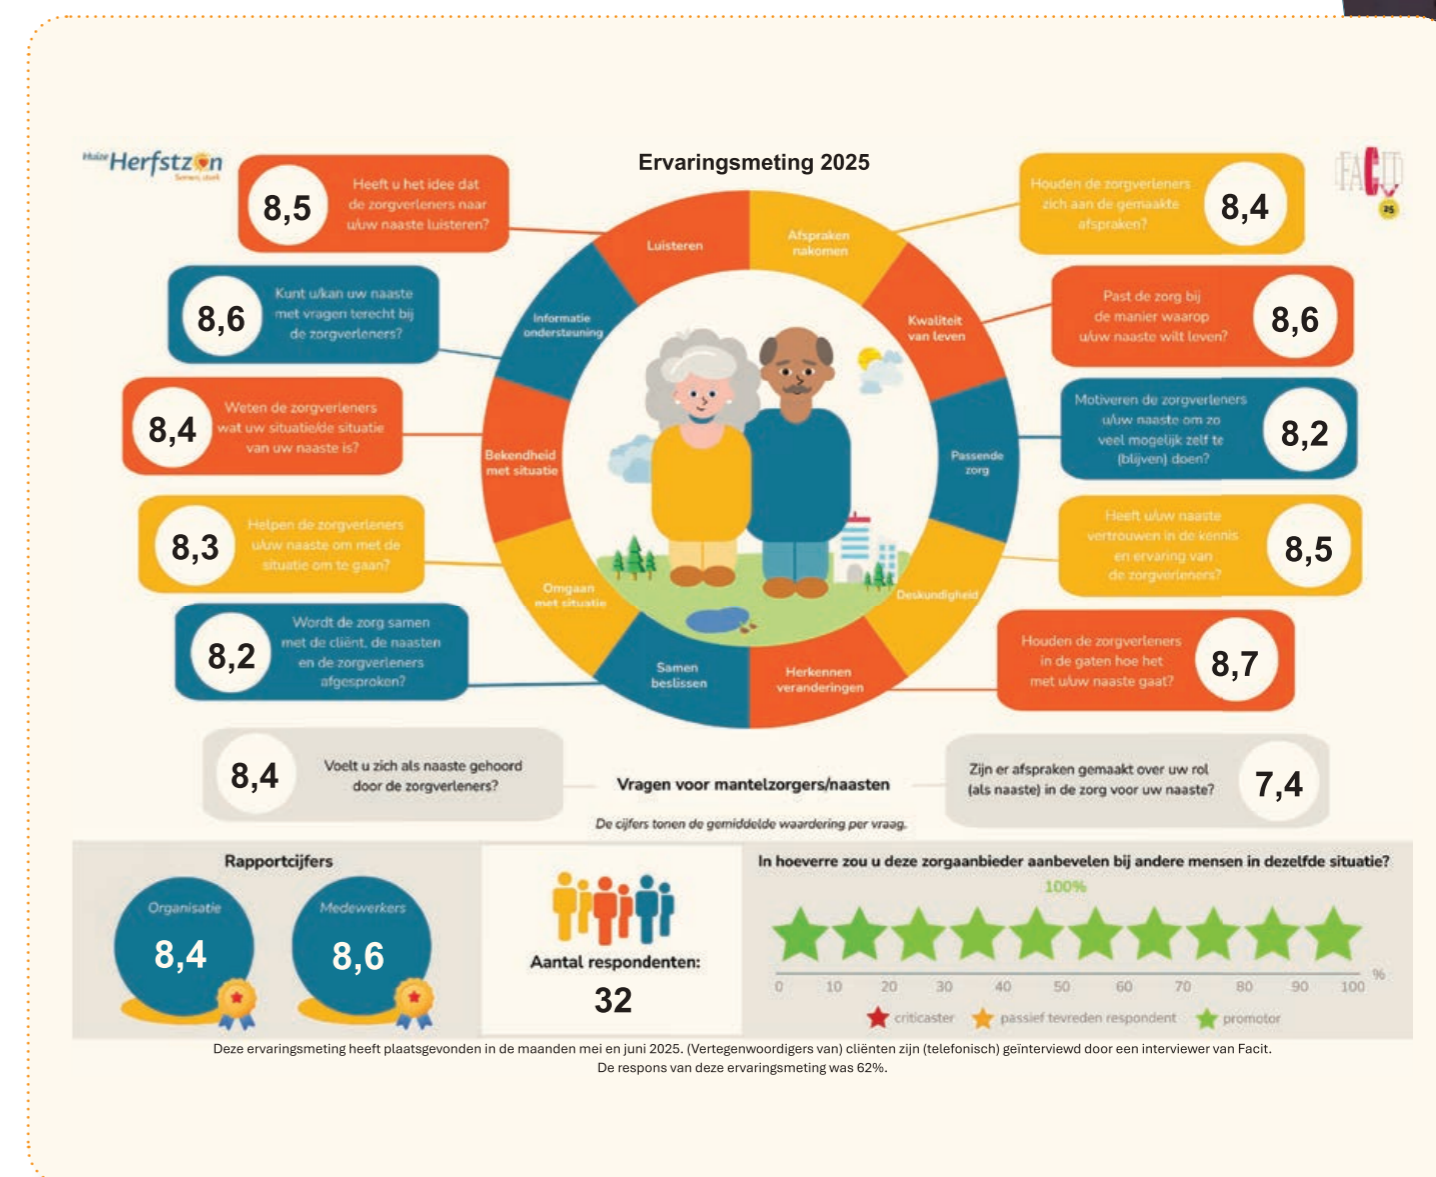 Huize Herfstzon
Samen, sterk
Ervaringsmeting 2025
FACIT
25
8,5
Heeft u het idee dat
de zorgverleners naar
u/uw naaste luisteren?
8,6
Kunt u/kan uw naaste
met vragen terecht bij
de zorgverleners?
8,4
Weten de zorgverleners
wat uw situatie/de situatie
van uw naaste is?
8,3
Helpen de zorgverleners
u/uw naaste om met de
situatie om te gaan?
8,2
Wordt de zorg samen
met de cliënt, de naasten
en de zorgverleners
afgesproken?
Luisteren
Afspraken
nakomen
Informatie
ondersteuning
Kwaliteit
van leven
Bekendheid
met situatie
Passende
zorg
Omgaan
met situatie
Deskundigheid
Samen
beslissen
Herkennen
veranderingen
Houden de zorgverleners
zich aan de gemaakte
afspraken?
8,4
Past de zorg bij
de manier waarop
u/uw naaste wilt leven?
8,6
Motiveren de zorgverleners
u/uw naaste om zo
veel mogelijk zelf te
(blijven) doen?
8,2
Heeft u/uw naaste
vertrouwen in de kennis
en ervaring van
de zorgverleners?
8,5
Houden de zorgverleners
in de gaten hoe het
met u/uw naaste gaat?
8,7
8,4
Voelt u zich als naaste gehoord
door de zorgverleners?
Vragen voor mantelzorgers/naasten
Zijn er afspraken gemaakt over uw rol
(als naaste) in de zorg voor uw naaste?
7,4
De cijfers tonen de gemiddelde waardering per vraag.
Rapportcijfers
Organisatie
8,4
Medewerkers
8,6
Aantal respondenten:
32
In hoeverre zou u deze zorgaanbieder aanbevelen bij andere mensen in dezelfde situatie?
100%
0 10 20 30 40 50 60 70 80 90 100 %
criticaster passief tevreden respondent promotor
Deze ervaringsmeting heeft plaatsgevonden in de maanden mei en juni 2025. (Vertegenwoordigers van) cliënten zijn (telefonisch) geïnterviewd door een interviewer van Facit.
De respons van deze ervaringsmeting was 62%.